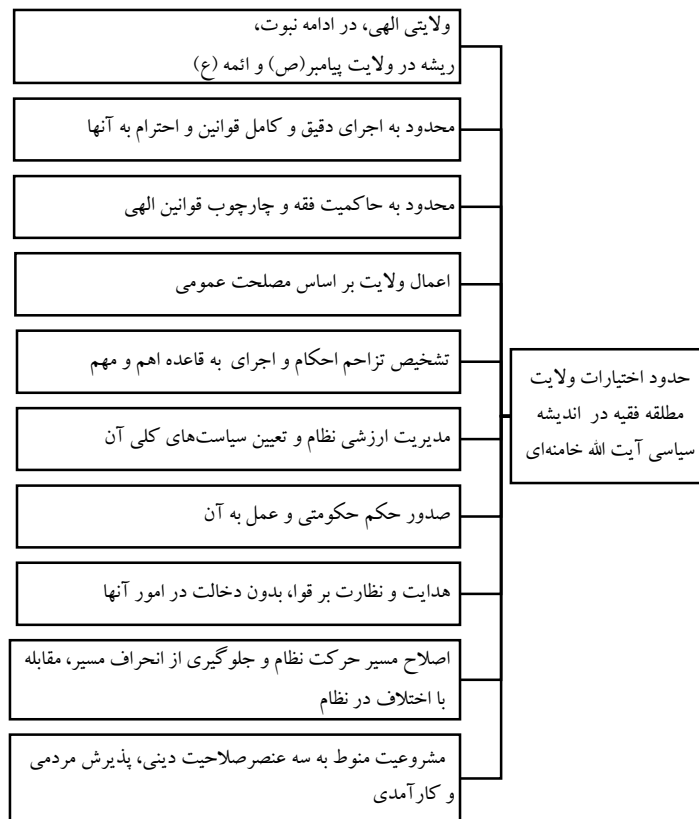 حدود اختیارات ولایت
مطلقه فقیه در اندیشه
سیاسی آیت الله خامنه‌ای
ولایتی الهی، در ادامه نبوت،
ریشه در ولایت پیامبر(ص) و ائمه (ع)
محدود به اجرای دقیق و کامل قوانین و احترام به آنها
محدود به حاکمیت فقه و چارچوب قوانین الهی
اعمال ولایت بر اساس مصلحت عمومی
تشخیص تزاحم احکام و اجرای به قاعده اهم و مهم
مدیریت ارزشی نظام و تعیین سیاست‌های کلی آن
صدور حکم حکومتی و عمل به آن
هدایت و نظارت بر قوا، بدون دخالت در امور آنها
اصلاح مسیر حرکت نظام و جلوگیری از انحراف مسیر، مقابله
با اختلاف در نظام
مشروعیت منوط به سه عنصرصلاحیت دینی، پذیرش مردمی
و کارآمدی